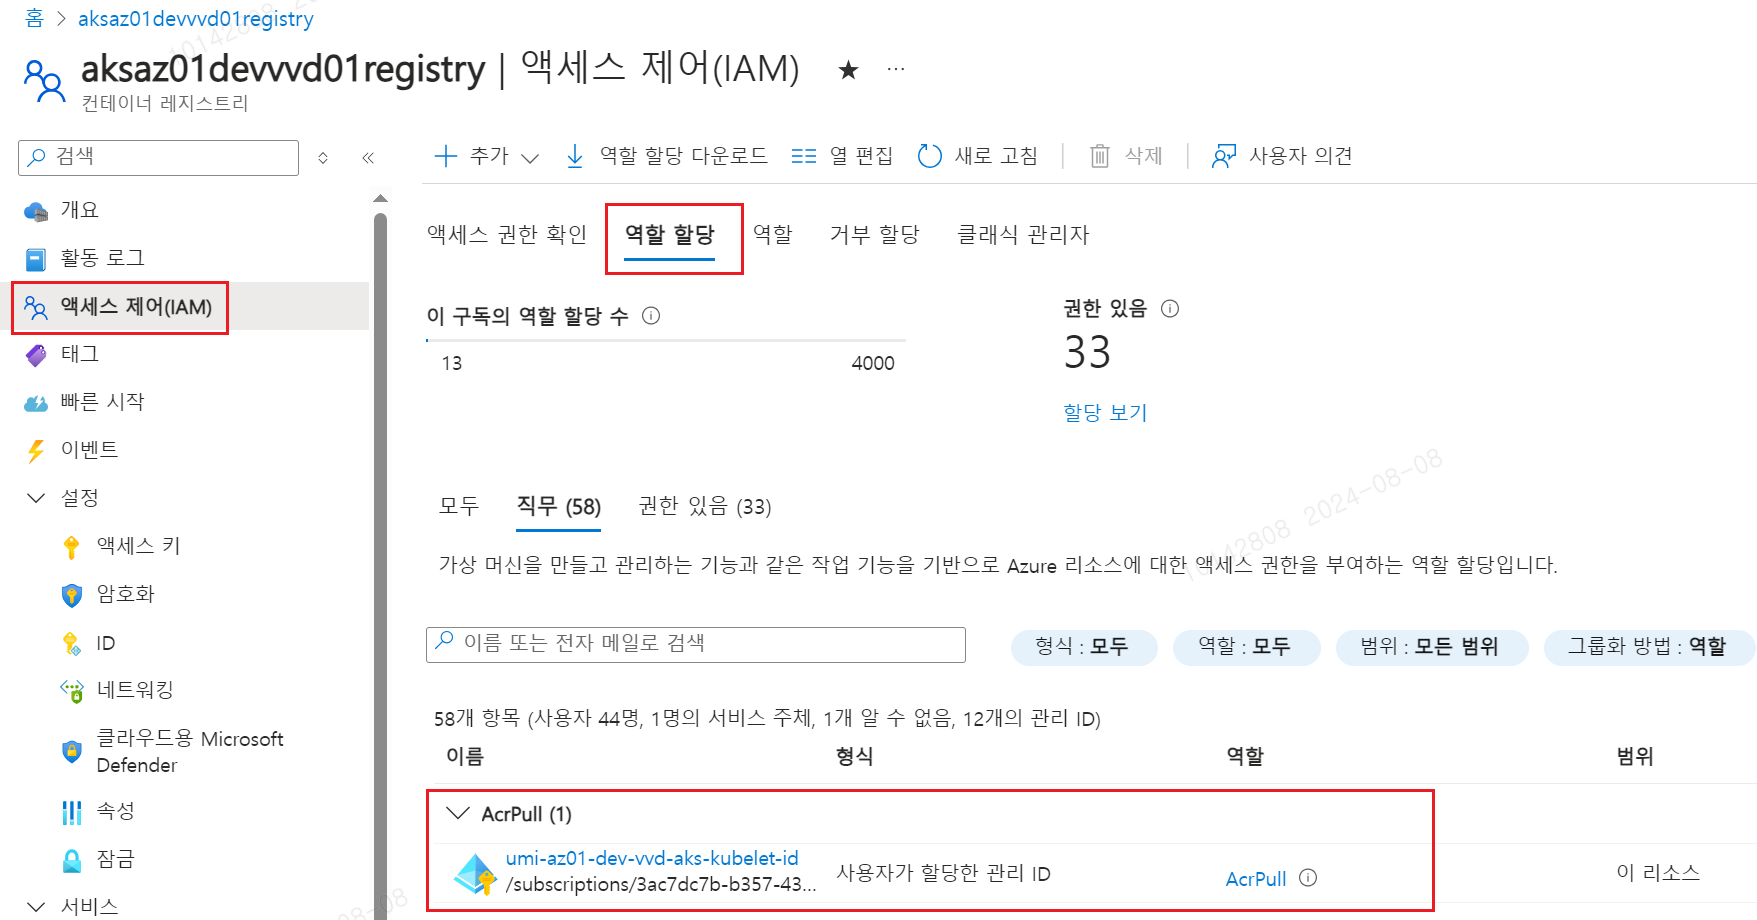 홈 > aksaz01devvvd01registry
aksaz01devvvd01registry | 액세스 제어(IAM) ★ ...
컨테이너 레지스트리
검색
개요
활동 로그
액세스 제어(IAM)
태그
빠른 시작
이벤트
설정
액세스 키
암호화
ID
네트워킹
클라우드용 Microsoft
Defender
속성
잠금
서비스
추가 역할 할당 다운로드 열 편집 새로 고침 삭제 사용자 의견
액세스 권한 확인 역할 할당 역할 거부 할당 클래식 관리자
이 구독의 역할 할당 수
13 4000
권한 있음
33
할당 보기
모두 직무 (58) 권한 있음 (33)
가상 머신을 만들고 관리하는 기능과 같은 작업 기능을 기반으로 Azure 리소스에 대한 액세스 권한을 부여하는 역할 할당입니다.
이름 또는 전자 메일로 검색 형식 : 모두 역할 : 모두 범위 : 모든 범위 그룹화 방법 : 역할
58개 항목 (사용자 44명, 1명의 서비스 주체, 1개 알 수 없음, 12개의 관리 ID)
이름 형식 역할 범위
AcrPull (1)
umi-az01-dev-vvd-aks-kubelet-id
/subscriptions/3ac7dc7b-b357-43...
사용자가 할당한 관리 ID AcrPull 이 리소스
10142808 2024-08-08